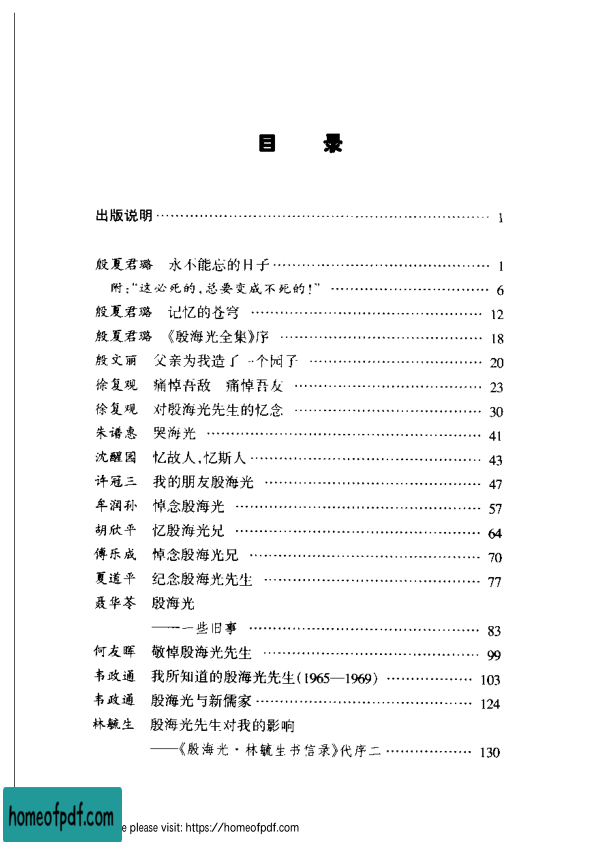 目 录
出版说明 1
殷夏君璐 永不能忘的日子 1
附:“这必死的,总要变成不死的!” 6
殷夏君璐 记忆的苍穹 12
殷夏君璐 《殷海光全集》序 18
殷文丽 父亲为我造了一个园子 20
徐复观 痛悼吾敌 痛悼吾友 23
徐复观 对殷海光先生的忆念 30
朱谱惠 哭海光 41
沈醒园 忆故人,忆斯人 43
许冠三 我的朋友殷海光 47
牟润孙 悼念殷海光 57
胡欣平 忆殷海光兄 64
傅乐成 悼念殷海光兄 70
夏道平 纪念殷海光先生 77
聂华苓 殷海光
——一些旧事 83
何友晖 敬悼殷海光先生 99
韦政通 我所知道的殷海光先生(1965—1969) 103
韦政通 殷海光与新儒家 124
林毓生 殷海光先生对我的影响
——《殷海光·林毓生书信录》代序二 130
homeofpdf.com
e please visit: https://homeofpdf.com